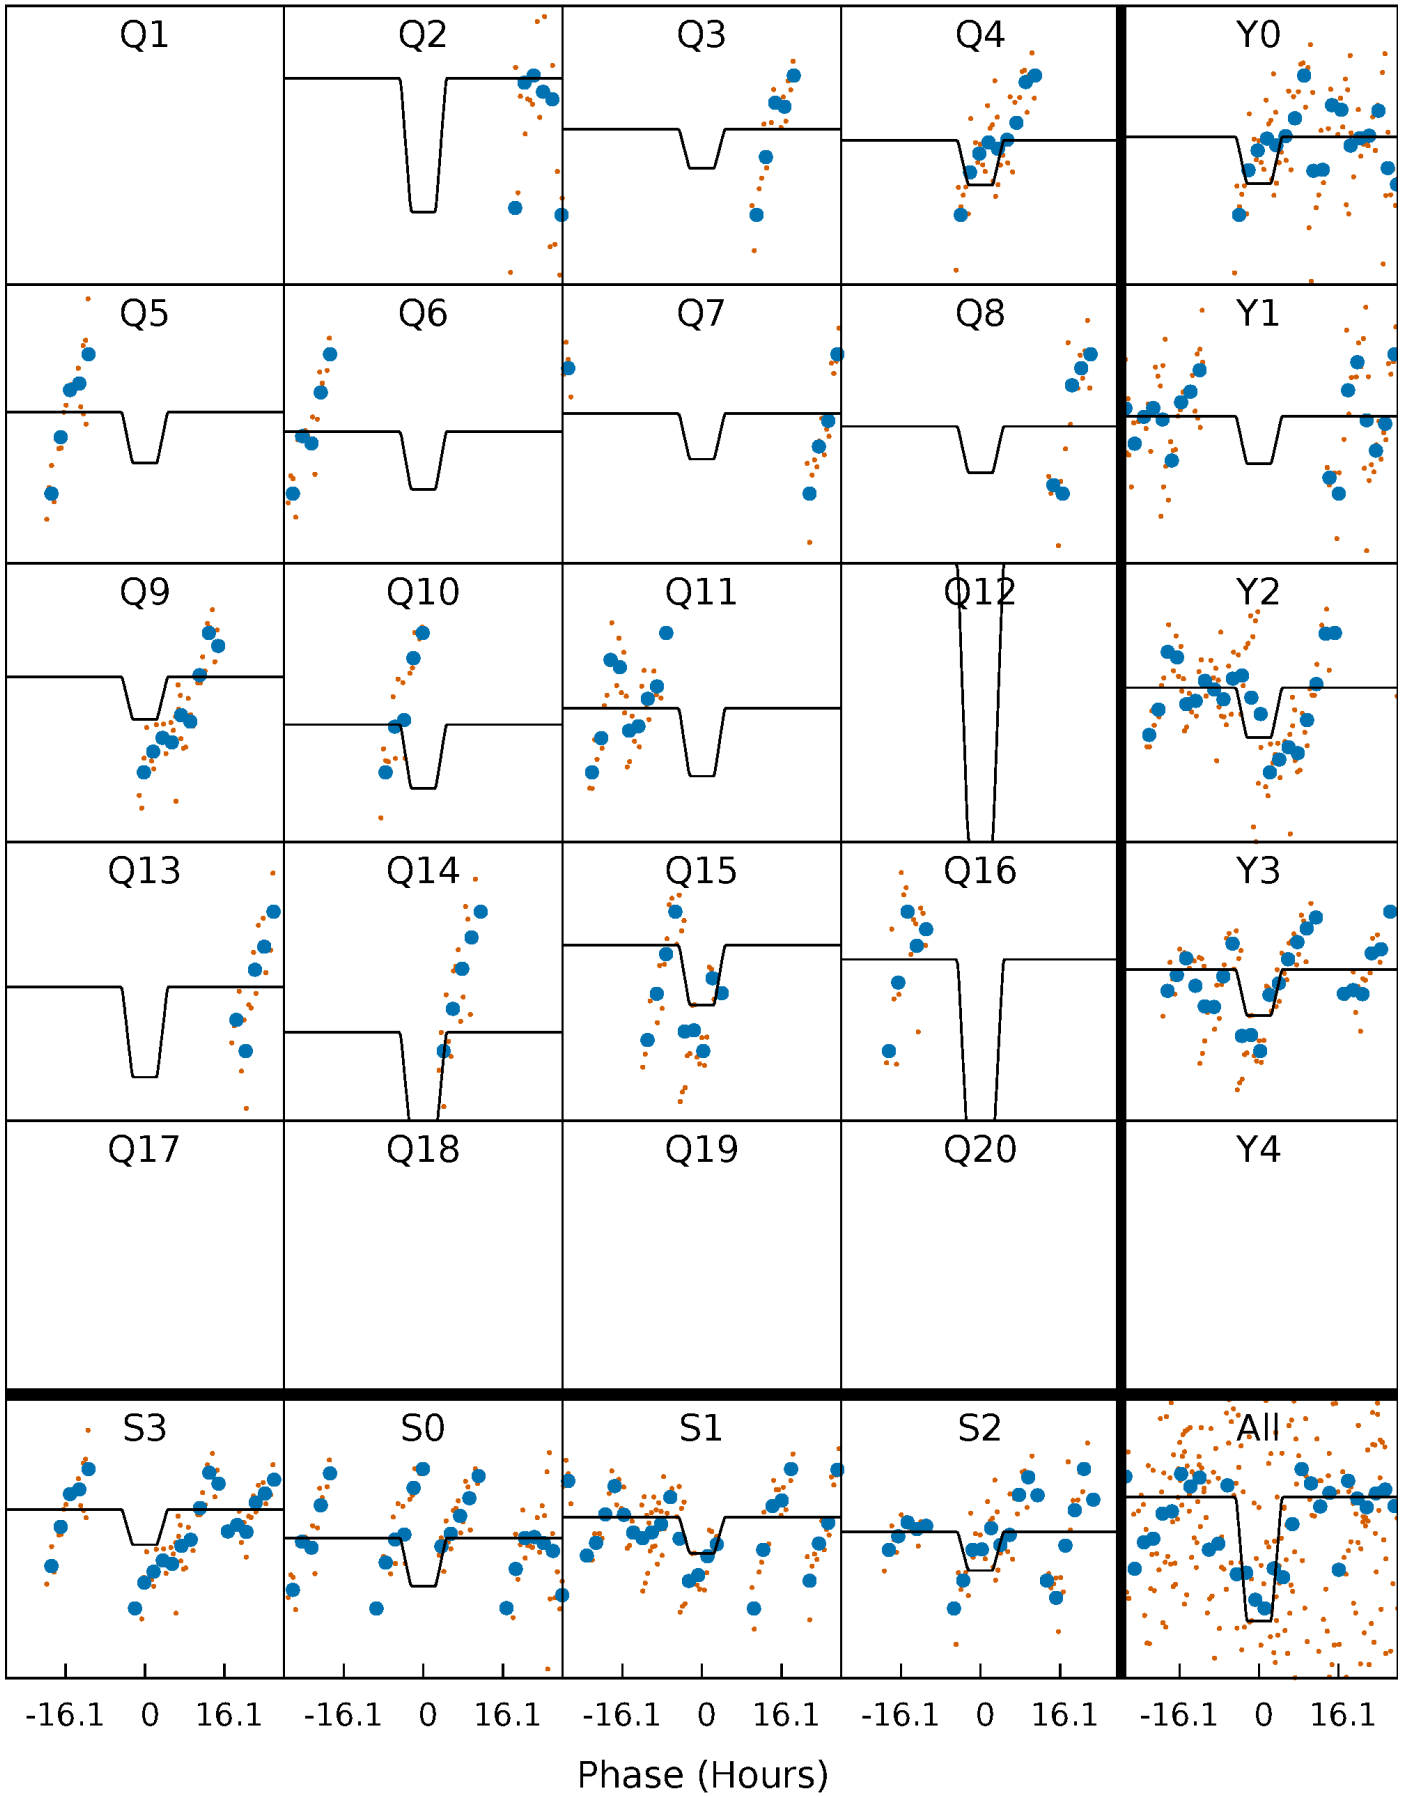 Q1 Q2 Q3 Q4 Y0
Q5 Q6 Q7 Q8 Y1
Q9 Q10 Q11 Q12 Y2
Q13 Q14 Q15 Q16 Y3
Q17 Q18 Q19 Q20 Y4
S3 S0 S1 S2 All
-16.1 0 16.1 -16.1 0 16.1 -16.1 0 16.1 -16.1 0 16.1 -16.1 0 16.1
Phase (Hours)